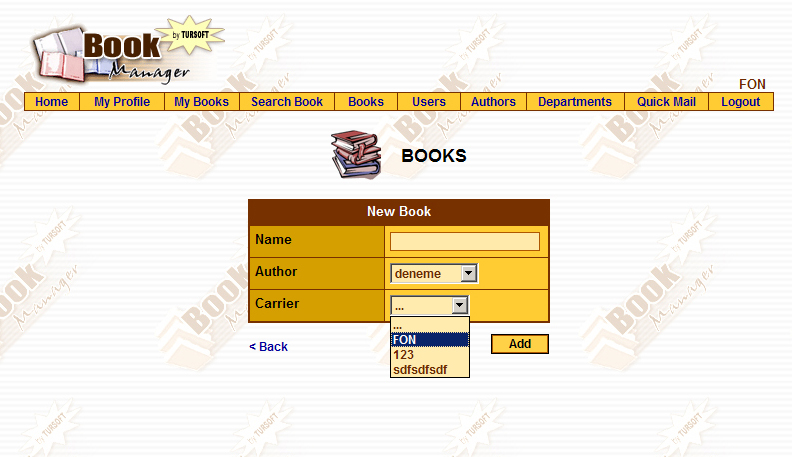 Book
by TURSOFT
Manager
FON
Home My Profile My Books Search Book Books Users Authors Departments Quick Mail Logout
BOOKS
New Book
Name
Author deneme
Carrier ...
...
FON
123
sdfsdfsdf
< Back Add